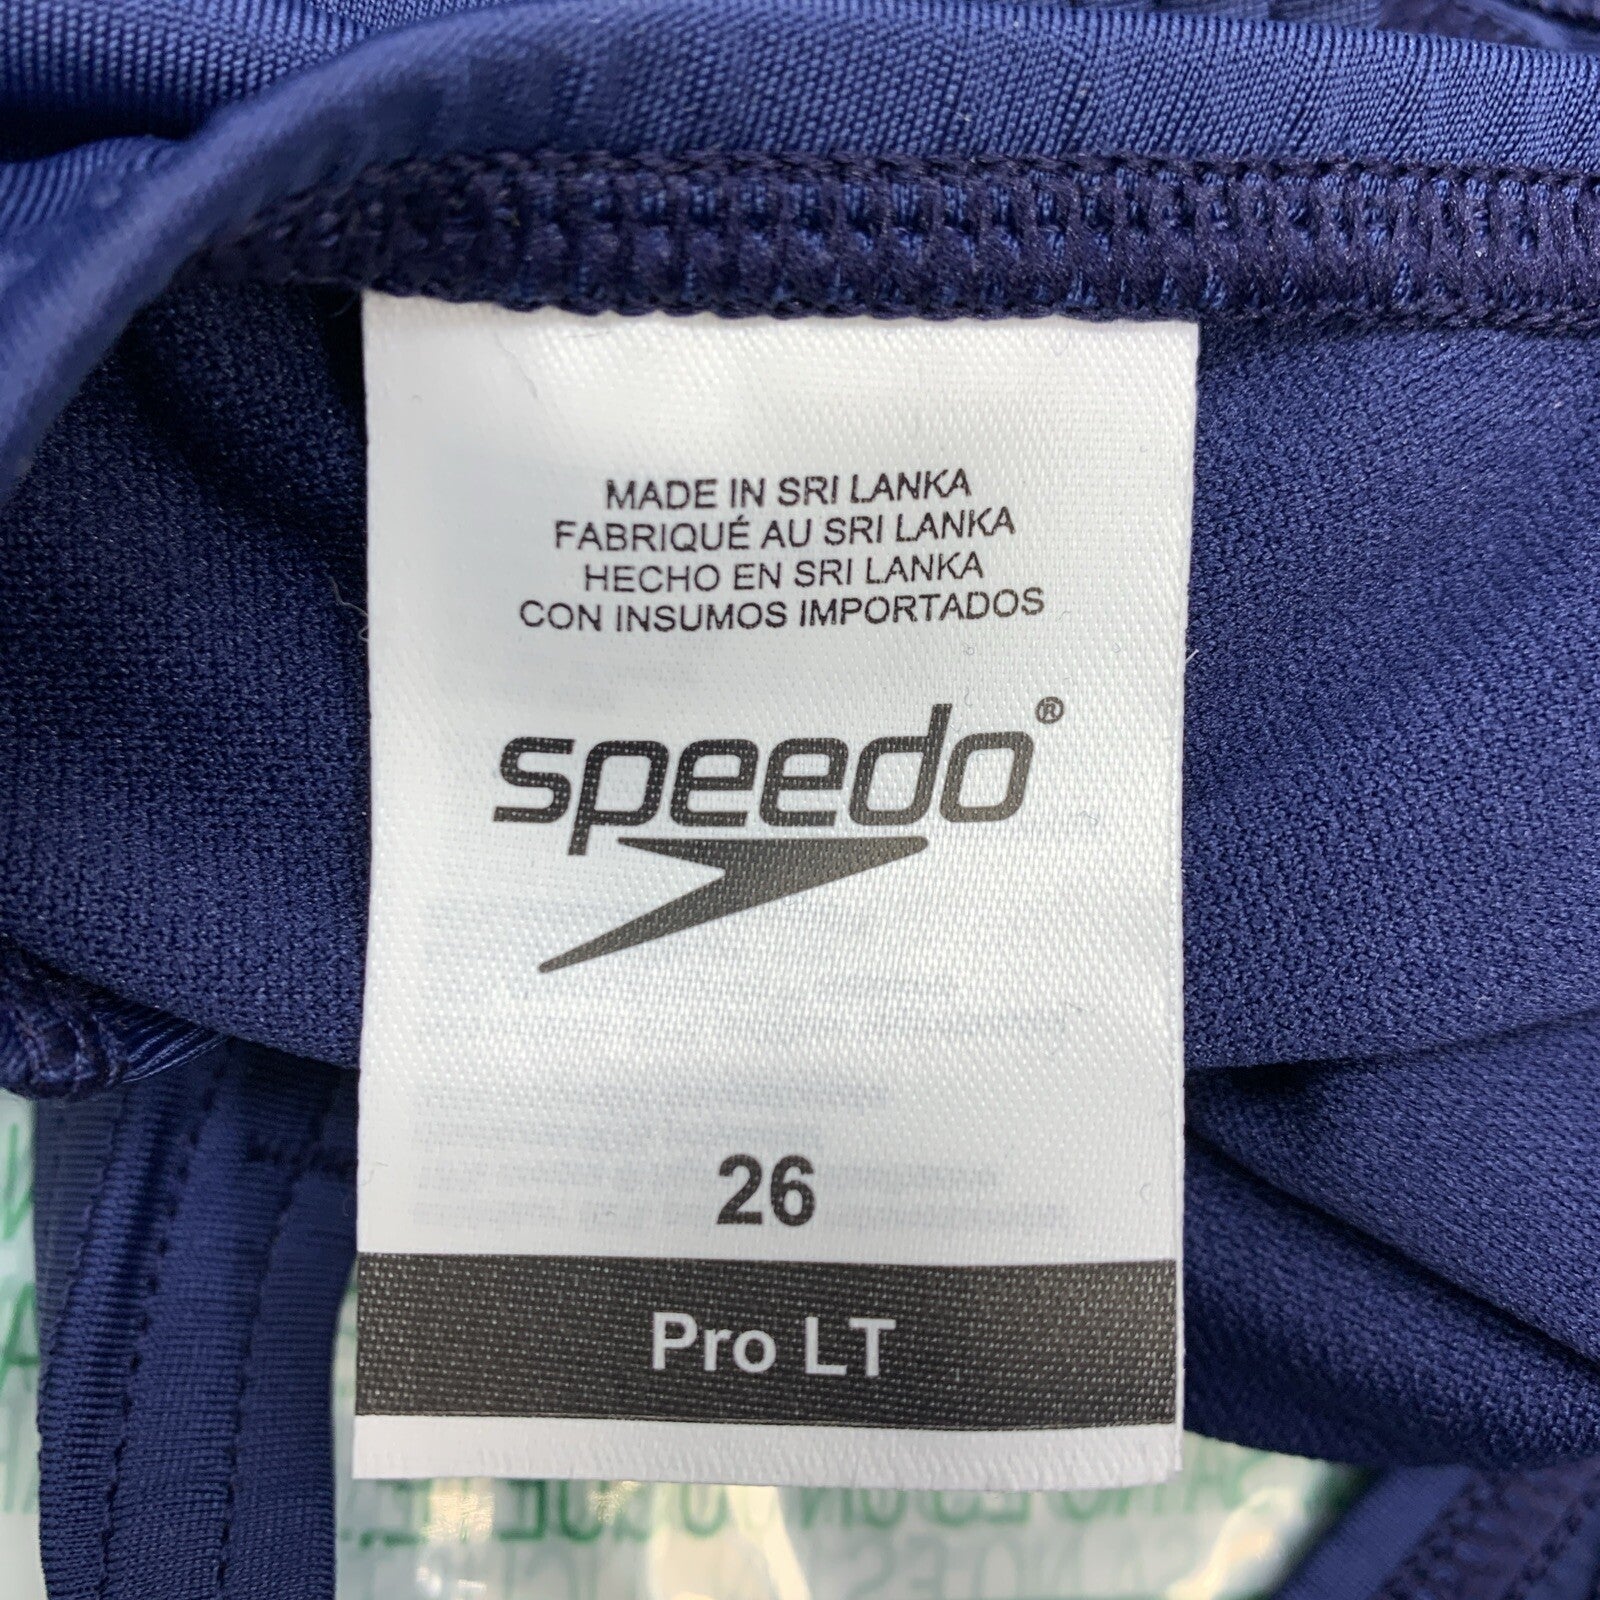 MADE IN SRI LANKA
FABRIQUÉ AU SRI LANKA
HECHO EN SRI LANKA
CON INSUMOS IMPORTADOS
speedo®
26
Pro LT